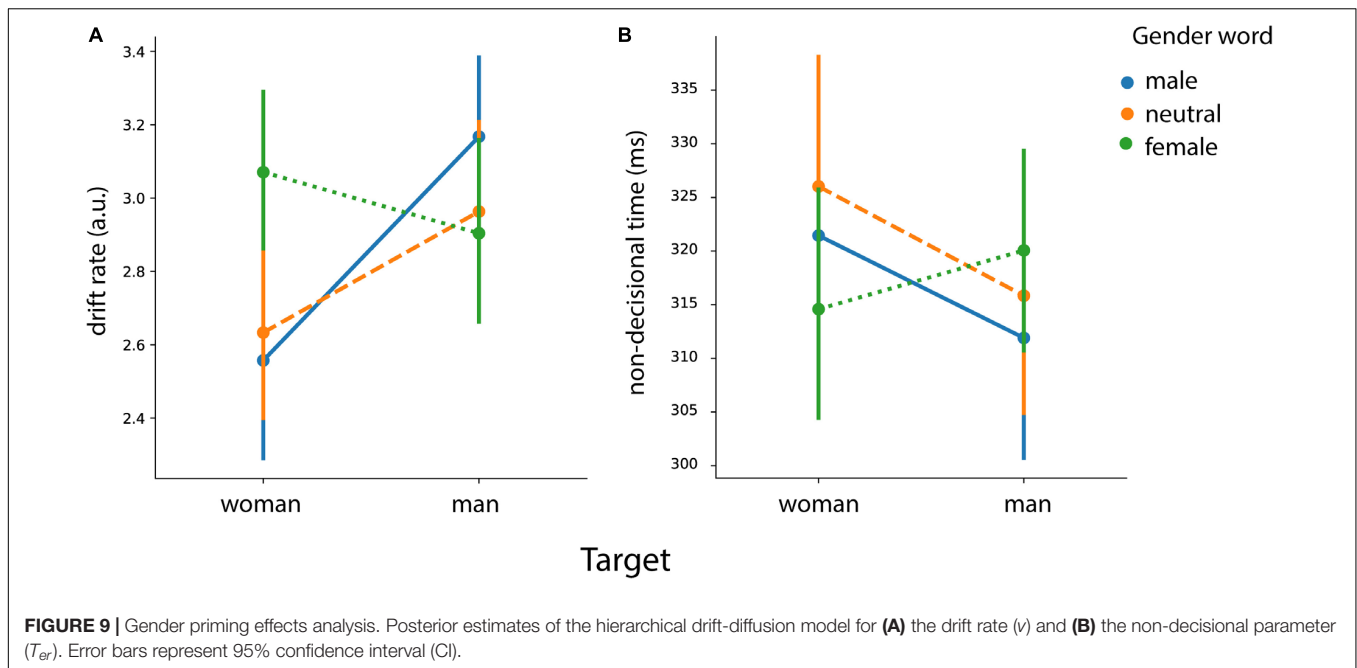 A
B
Gender word
male
neutral
female
3.4
3.2
3.0
2.8
2.6
2.4
drift rate (a.u.)
woman
man
335
330
325
320
315
310
305
300
non-decisional time (ms)
woman
man
Target
FIGURE 9 | Gender priming effects analysis. Posterior estimates of the hierarchical drift-diffusion model for (A) the drift rate (v) and (B) the non-decisional parameter
(Ter). Error bars represent 95% confidence interval (CI).